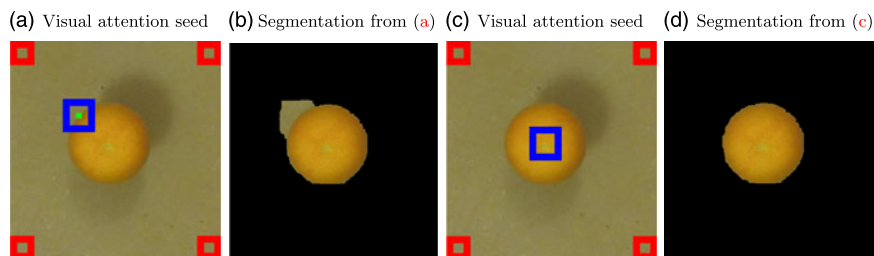 (a) Visual attention seed (b) Segmentation from (a) (c) Visual attention seed (d) Segmentation from (c)